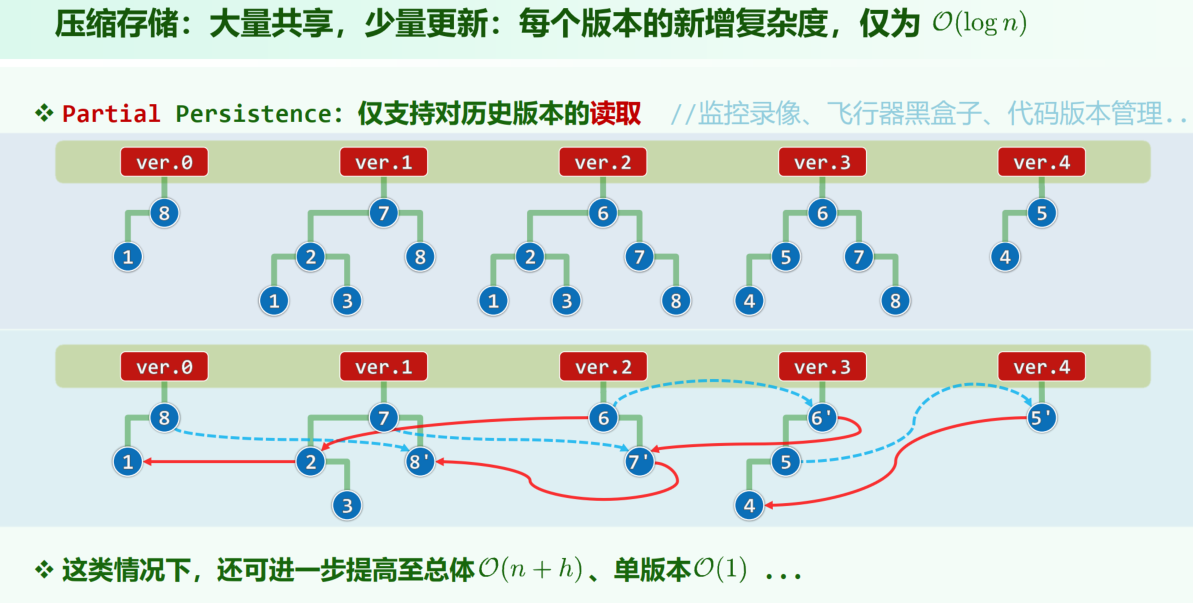 压缩存储：大量共享，少量更新：每个版本的新增复杂度，仅为 𝒪(log n)
❖ Partial Persistence: 仅支持对历史版本的读取 //监控录像、飞行器黑盒子、代码版本管理..
ver.0 ver.1 ver.2 ver.3 ver.4
8 7 6 6 5
1 2 8 2 7 5 7 4
1 3 1 3 8 4 8
ver.0 ver.1 ver.2 ver.3 ver.4
8 7 6 6' 5'
1 2 8' 7' 5
3 4
❖ 这类情况下，还可进一步提高至总体𝒪(n + h)、单版本𝒪(1) ...